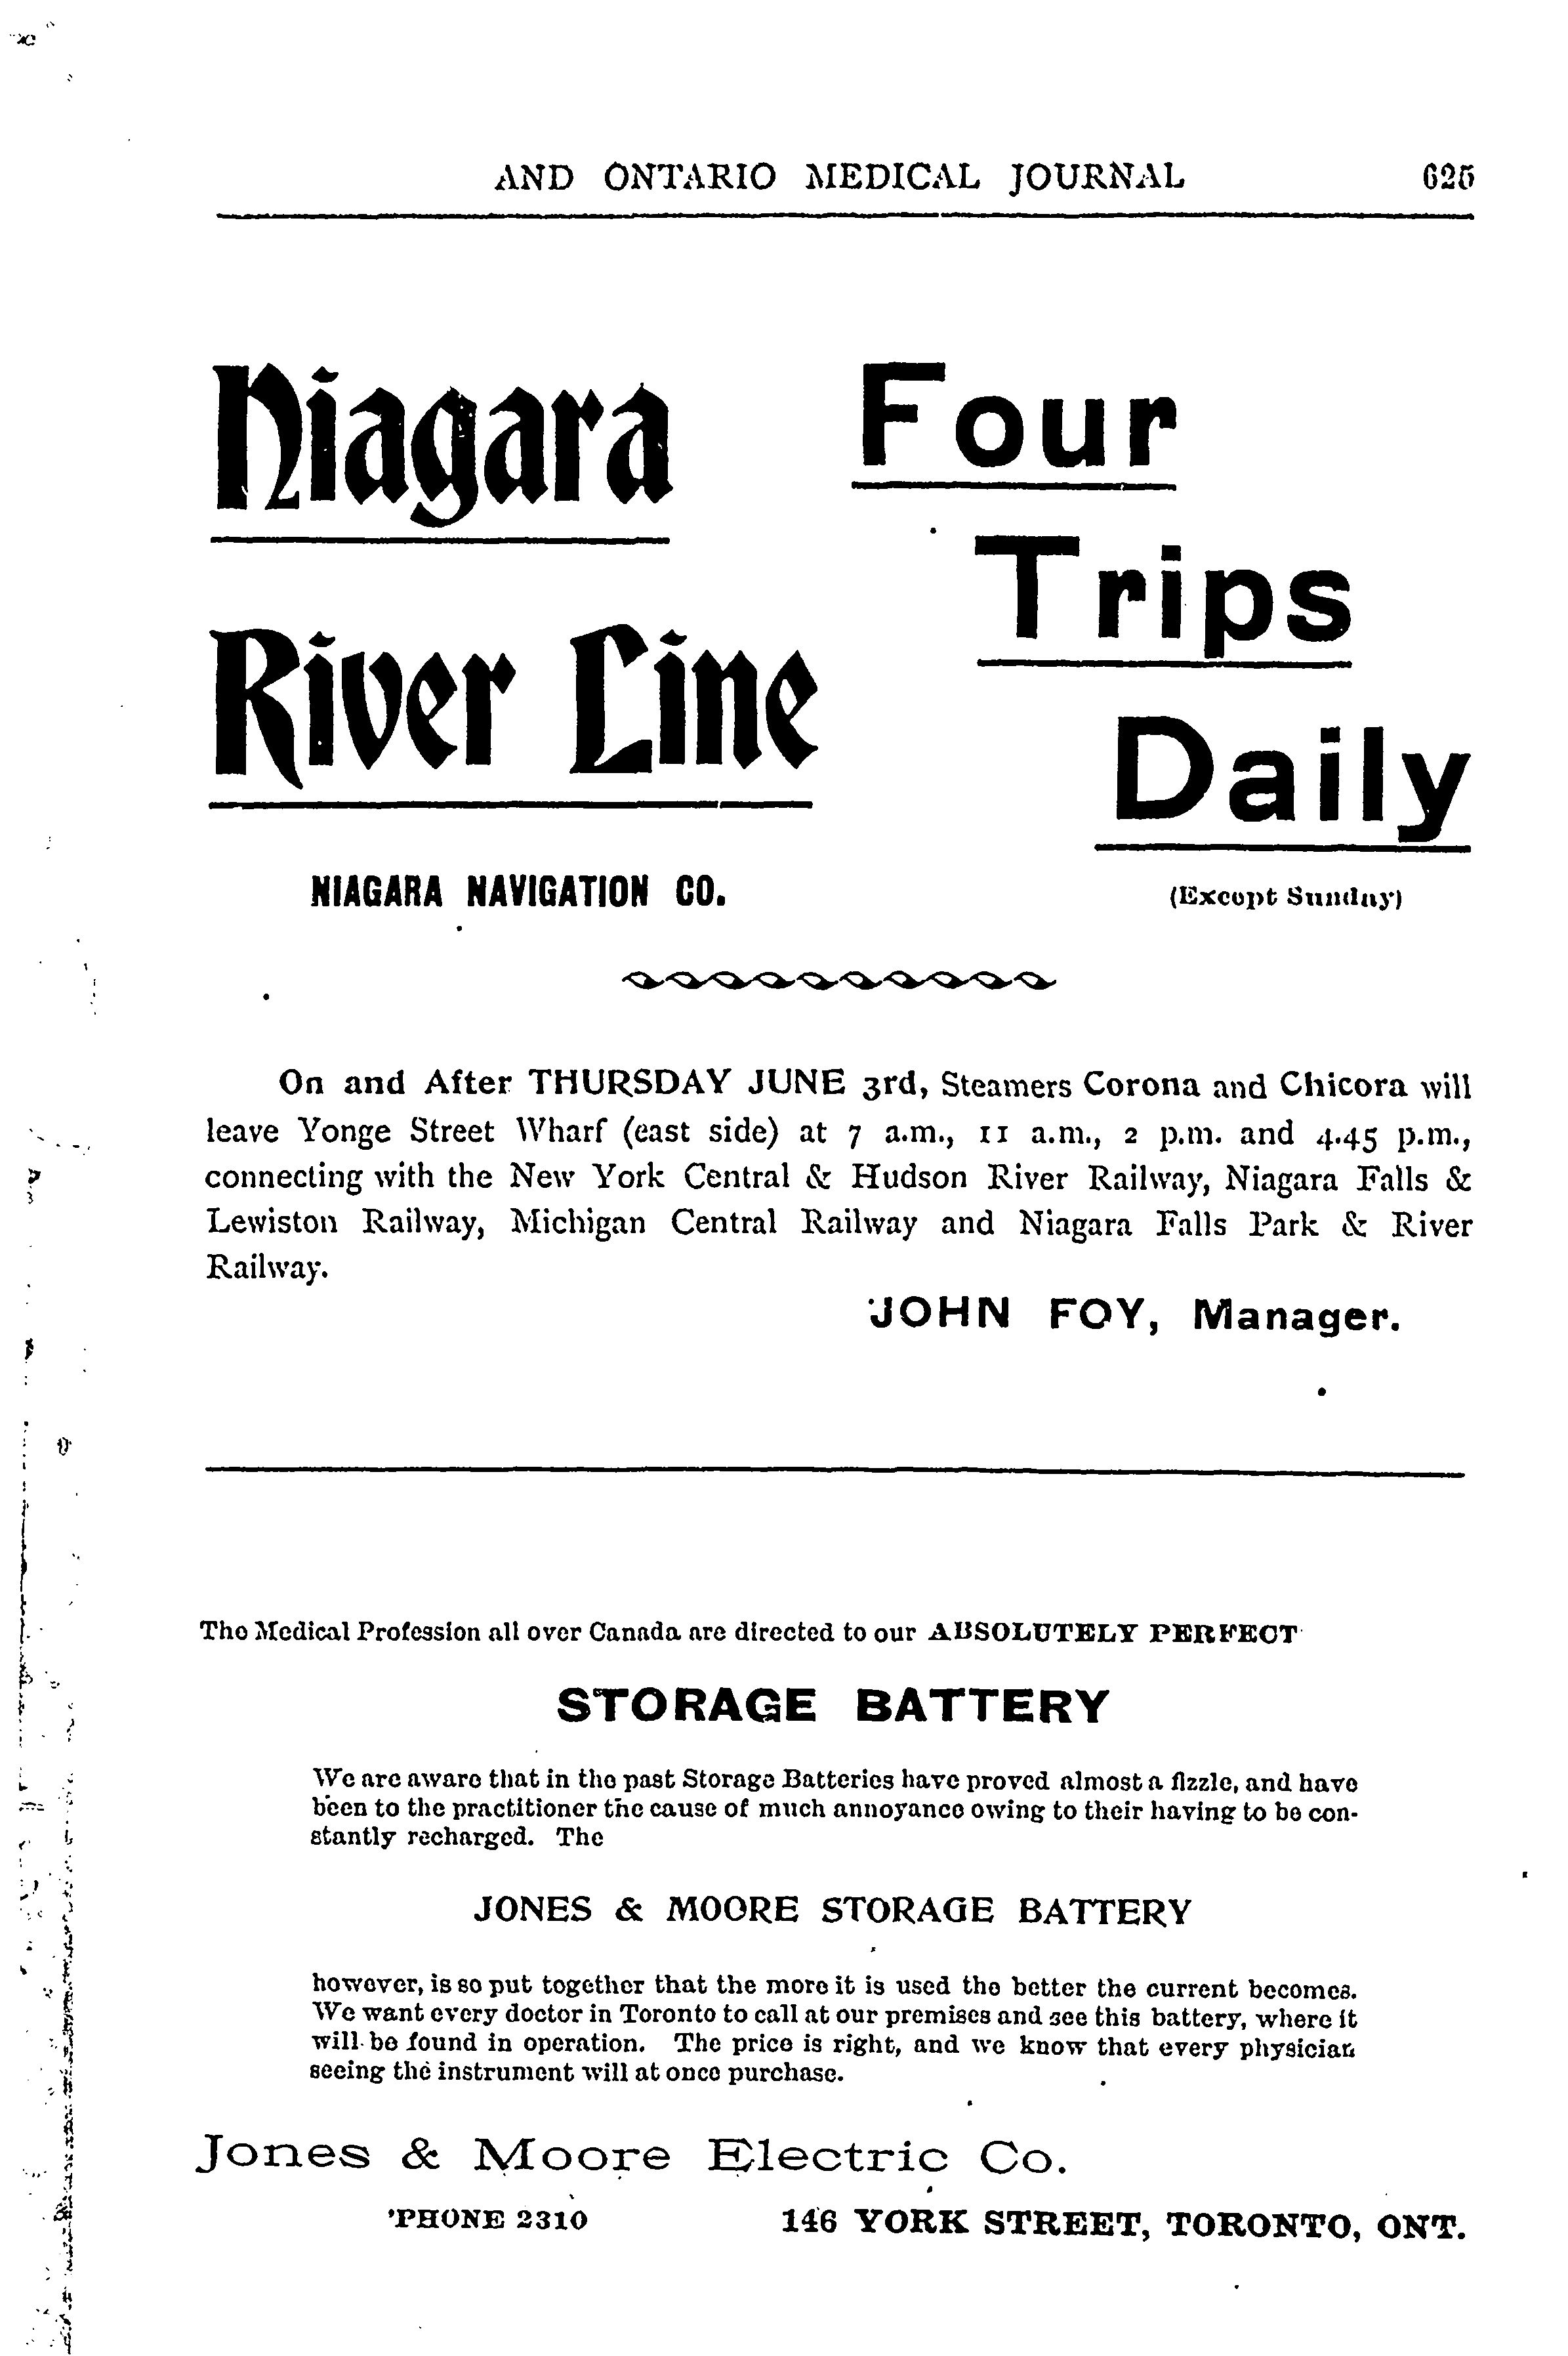 AND ONTARIO MEDICAL JOURNAL 625
Niagara
River Line
NIAGARA NAVIGATION CO.
Four
Trips
Daily
(Except Sunday)
On and After THURSDAY JUNE 3rd, Steamers Corona and Chicora will
leave Yonge Street Wharf (east side) at 7 a.m., 11 a.m., 2 p.m. and 4.45 p.m.,
connecting with the New York Central & Hudson River Railway, Niagara Falls &
Lewiston Railway, Michigan Central Railway and Niagara Falls Park & River
Railway.
JOHN FOY, Manager.
The Medical Profession all over Canada are directed to our ABSOLUTELY PERFECT
STORAGE BATTERY
We are aware that in the past Storage Batteries have proved almost a fizzle, and have
been to the practitioner the cause of much annoyance owing to their having to be con-
stantly recharged. The
JONES & MOORE STORAGE BATTERY
however, is so put together that the more it is used the better the current becomes.
We want every doctor in Toronto to call at our premises and see this battery, where it
will be found in operation. The price is right, and we know that every physician
seeing the instrument will at once purchase.
Jones & Moore Electric Co.
'PHONE 2310 146 YORK STREET, TORONTO, ONT.